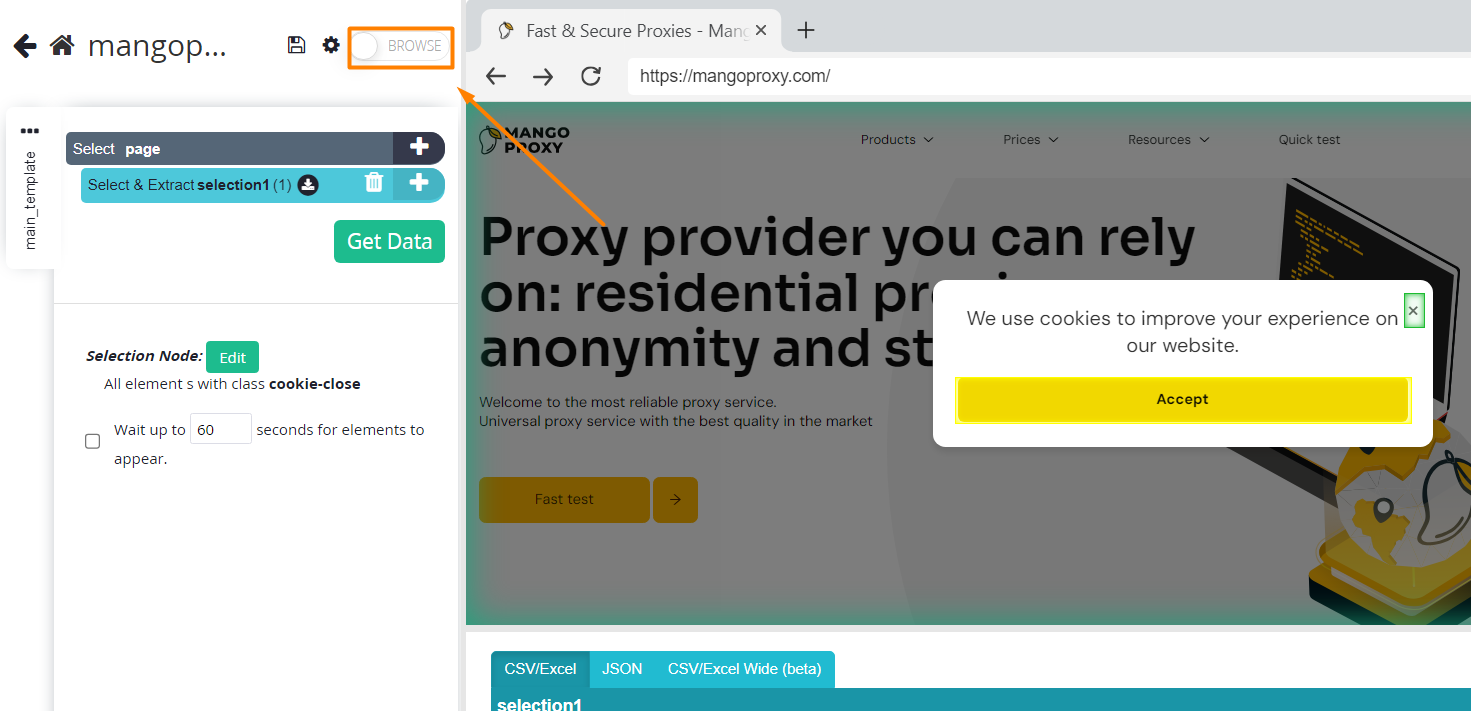 mangop...
BROWSE
main_template
Select page
Select & Extract selection1 (1)
Get Data
Selection Node: Edit
All element s with class cookie-close
Wait up to 60 seconds for elements to
appear.
Fast & Secure Proxies - Mang
https://mangoproxy.com/
MANGO
PROXY
Products
Prices
Resources
Quick test
Proxy provider you can rely
on: residential pr
anonymity and st
Welcome to the most reliable proxy service.
Universal proxy service with the best quality in the market
Fast test
We use cookies to improve your experience on
our website.
Accept
CSV/Excel
JSON
CSV/Excel Wide (beta)
selection1